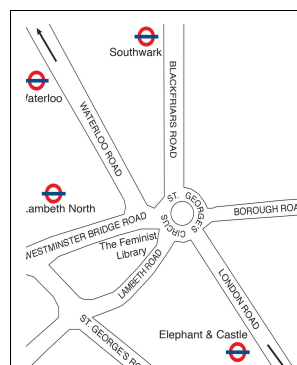 Southwark
Waterloo
WATERLOO ROAD
BLACKFRIARS ROAD
Lambeth North
ST. GEORGE'S CIRCUS
BOROUGH ROA
WESTMINSTER BRIDGE ROAD
The Feminist
Library
LAMBETH ROAD
LONDON ROAD
ST. GEORGE'S RO
Elephant & Castle